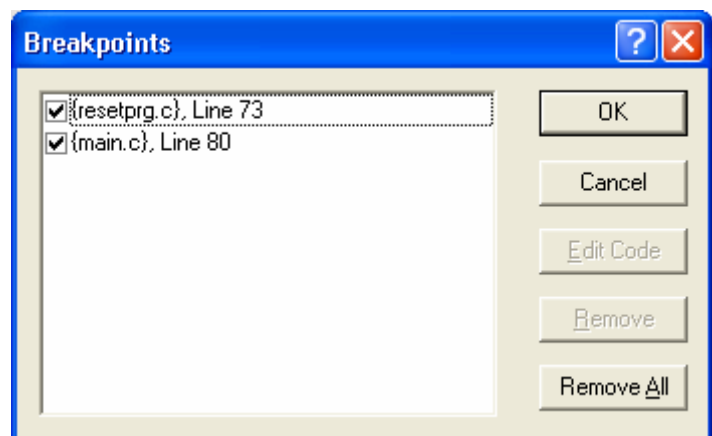 Breakpoints
{resetprg.c}, Line 73
{main.c}, Line 80
OK
Cancel
Edit Code
Remove
Remove All